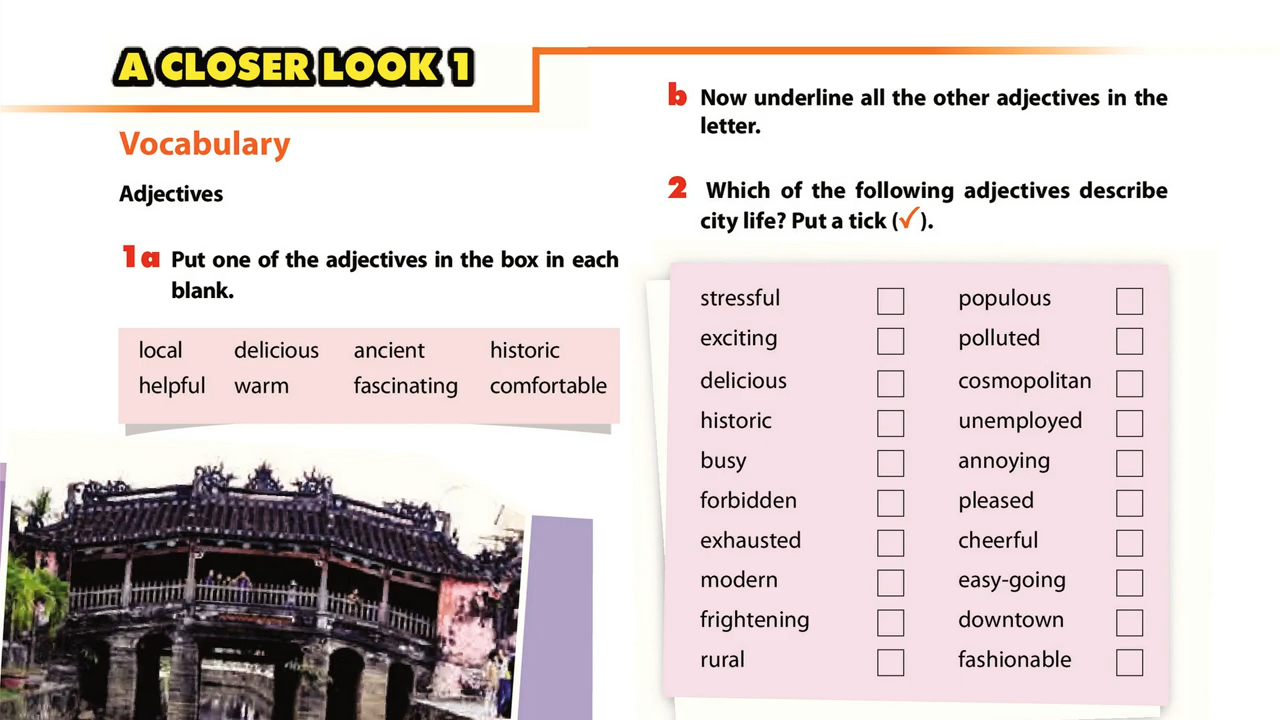 A CLOSER LOOK 1
Vocabulary
Adjectives
1a Put one of the adjectives in the box in each
blank.
local delicious ancient historic
helpful warm fascinating comfortable
b Now underline all the other adjectives in the
letter.
2 Which of the following adjectives describe
city life? Put a tick (✓).
stressful populous
exciting polluted
delicious cosmopolitan
historic unemployed
busy annoying
forbidden pleased
exhausted cheerful
modern easy-going
frightening downtown
rural fashionable